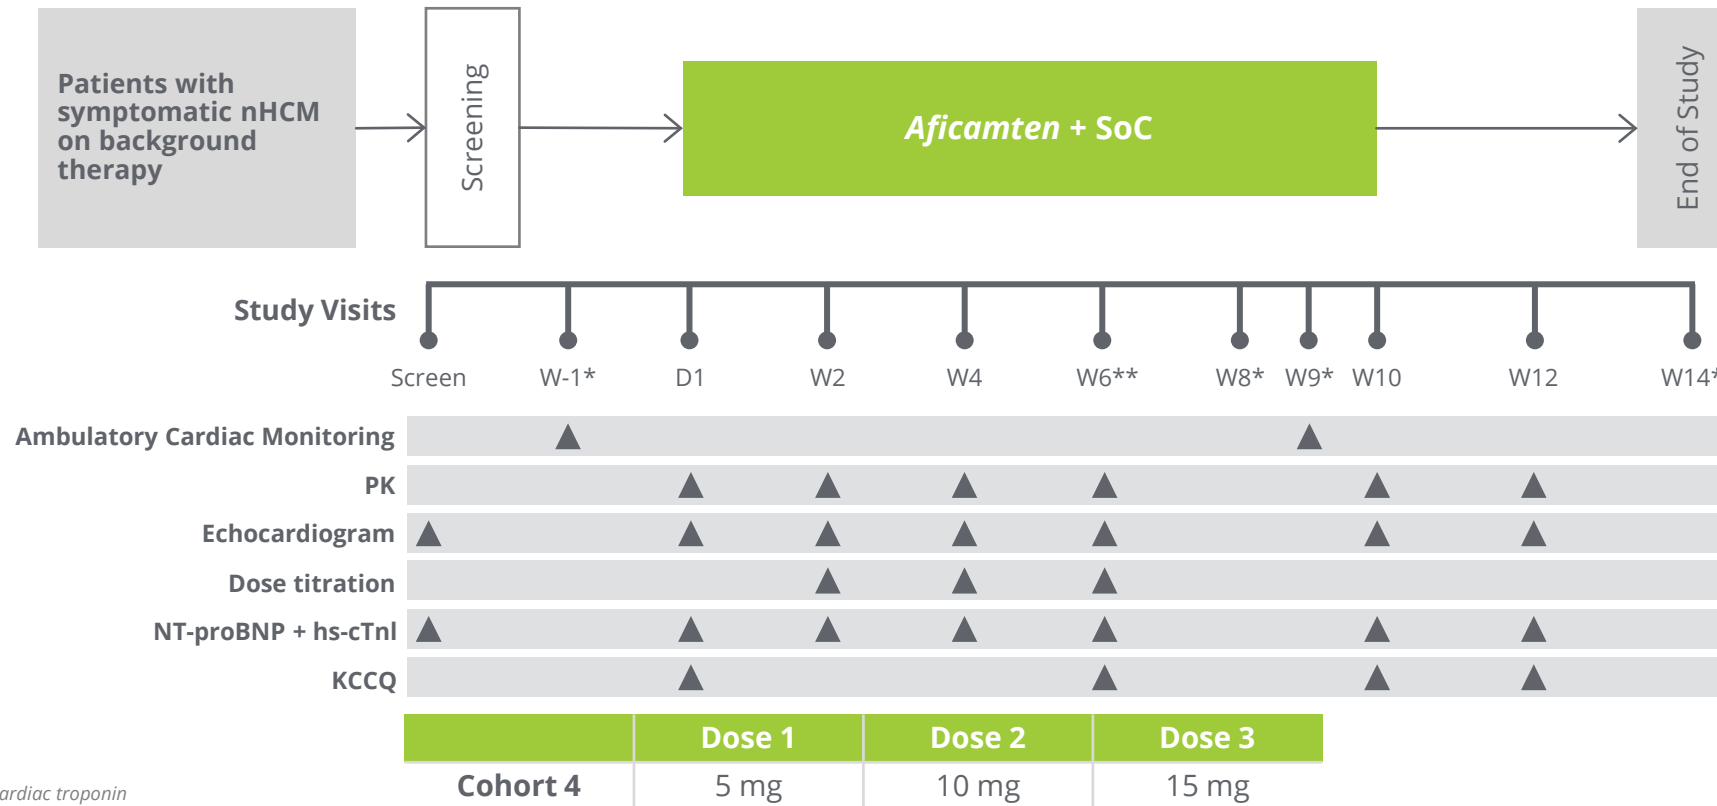 Patients with
symptomatic nHCM
on background
therapy
Screening
Aficamten + SoC
End of Study
Study Visits
Screen W-1* D1 W2 W4 W6** W8* W9* W10 W12 W14*
Ambulatory Cardiac Monitoring
PK
Echocardiogram
Dose titration
NT-proBNP + hs-cTnI
KCCQ
Dose 1 Dose 2 Dose 3
Cohort 4 5 mg 10 mg 15 mg
ardiac troponin